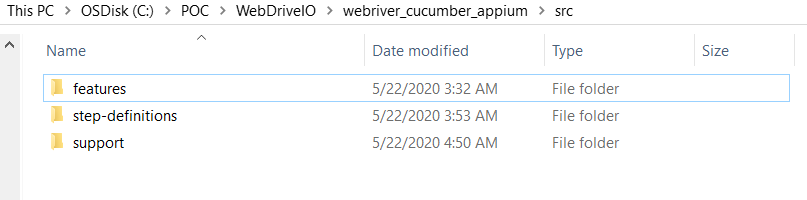 This PC > OSDisk (C:) > POC > WebDriveIO > webriver_cucumber_appium > src
Name Date modified Type Size
features 5/22/2020 3:32 AM File folder
step-definitions 5/22/2020 3:53 AM File folder
support 5/22/2020 4:50 AM File folder